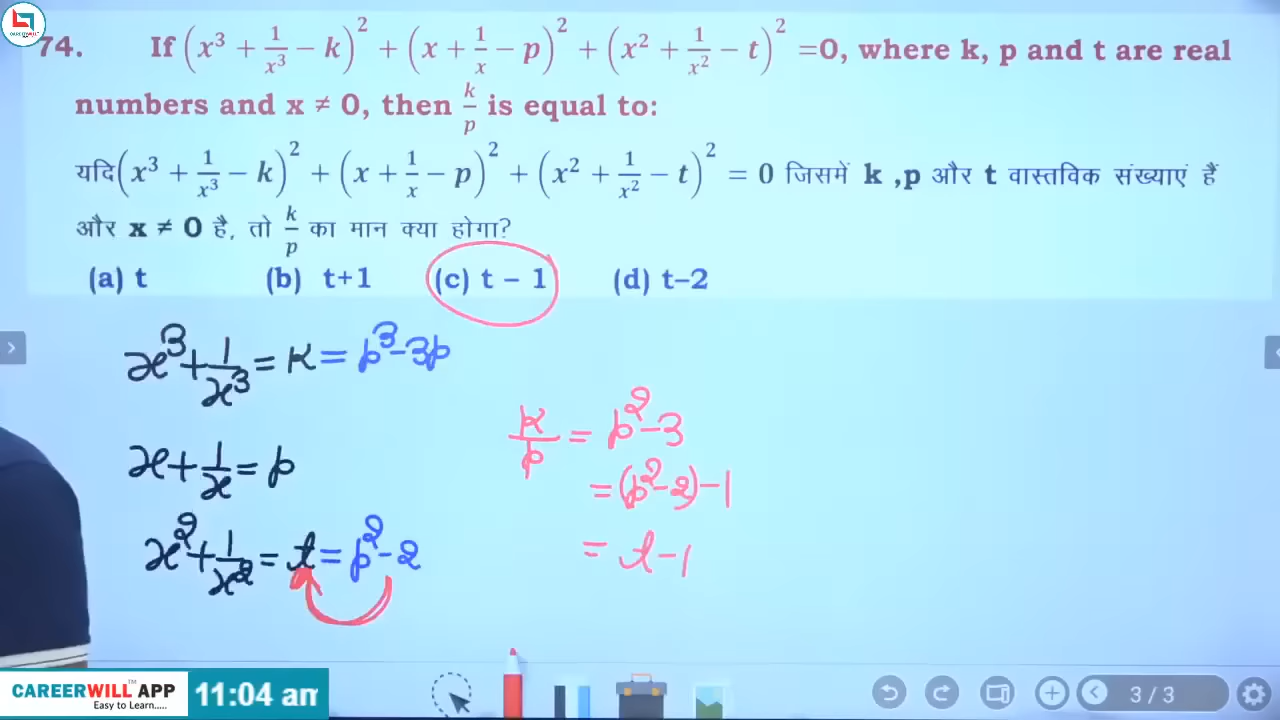 CAREERWILL
74. If (x³ + 1/x³ − k)² + (x + 1/x − p)² + (x² + 1/x² − t)² =0, where k, p and t are real
numbers and x ≠ 0, then k/p is equal to:
यदि(x³ + 1/x³ − k)² + (x + 1/x − p)² + (x² + 1/x² − t)² = 0 जिसमें k ,p और t वास्तविक संख्याएं हैं
और x ≠ 0 है, तो k/p का मान क्या होगा?
(a) t (b) t+1 (c) t − 1 (d) t−2
x³ + 1/x³ = k = p³ - 3p
x + 1/x = p
x² + 1/x² = t = p² - 2
k/p = p² - 3
= (p² - 2) - 1
= t - 1
CAREERWILL™ APP
Easy to Learn.....
11:04 am
3 / 3